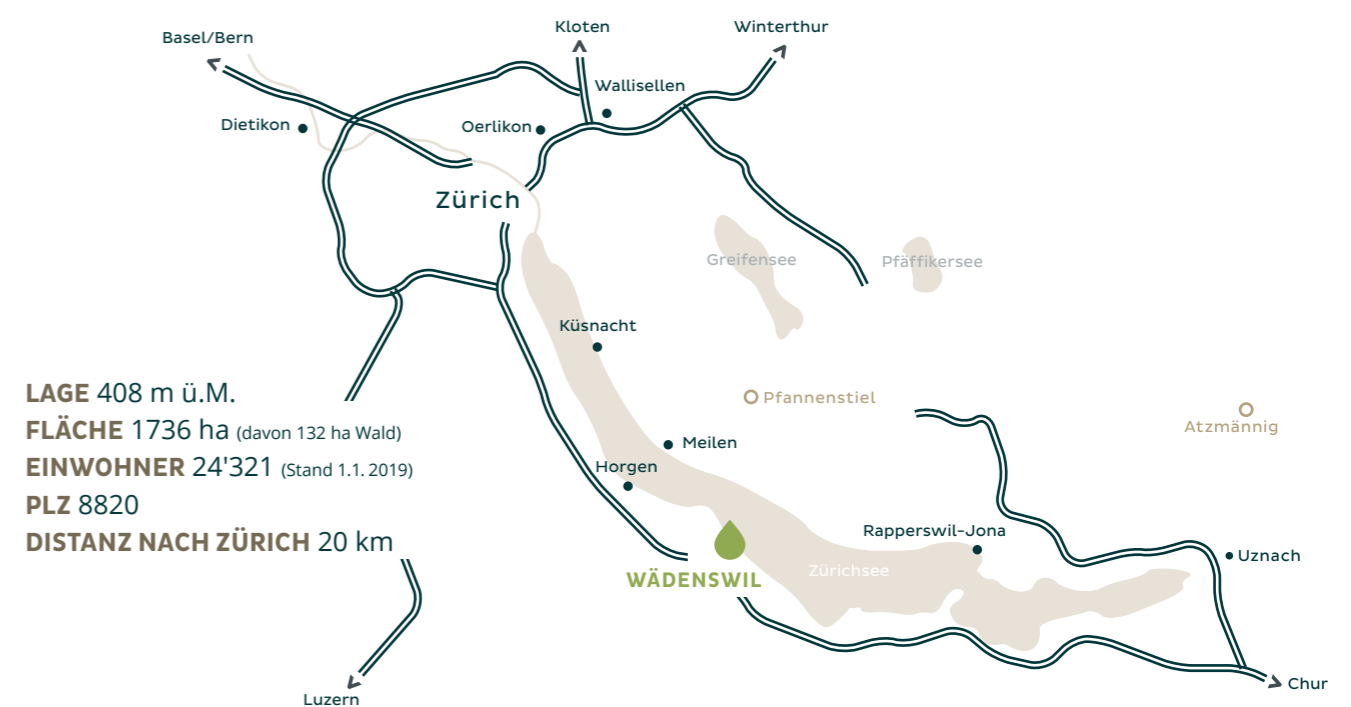 Kloten
Winterthur
Basel/Bern
Wallisellen
Dietikon
Oerlikon
Zürich
Greifensee
Pfäffikersee
Küsnacht
LAGE 408 m ü.M.
FLÄCHE 1736 ha (davon 132 ha Wald)
EINWOHNER 24'321 (Stand 1.1.2019)
PLZ 8820
DISTANZ NACH ZÜRICH 20 km
Pfannenstiel
Atzmännig
Meilen
Horgen
Rapperswil-Jona
Uznach
Zürichsee
WÄDENSWIL
Chur
Luzern